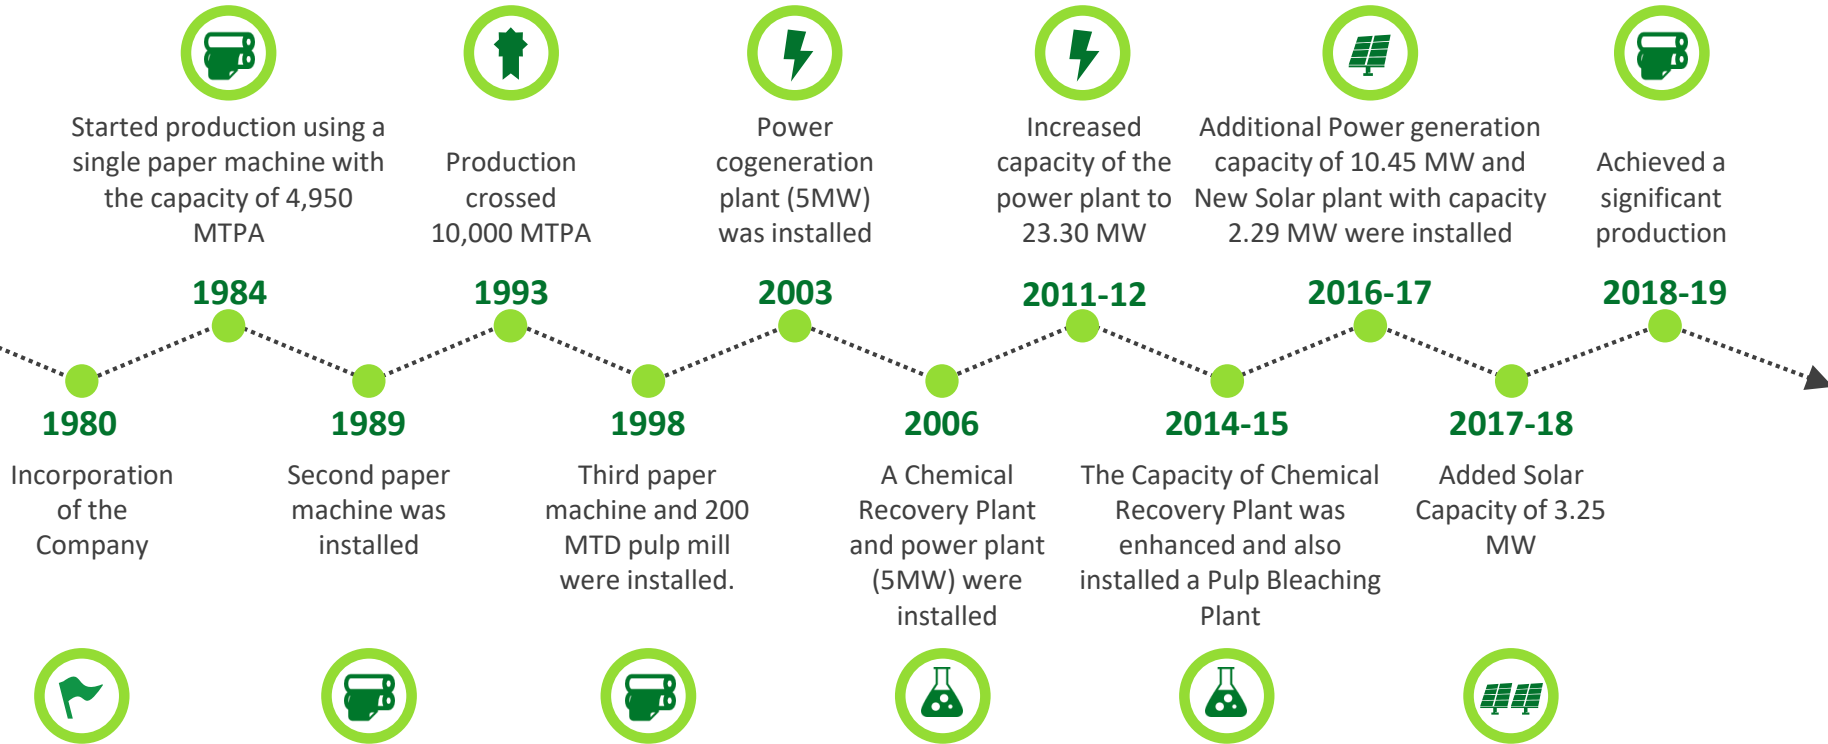 Started production using a
single paper machine with
the capacity of 4,950
MTPA
1984
Production
crossed
10,000 MTPA
1993
Power
cogeneration
plant (5MW)
was installed
2003
Increased
capacity of the
power plant to
23.30 MW
2011-12
Additional Power generation
capacity of 10.45 MW and
New Solar plant with capacity
2.29 MW were installed
2016-17
Achieved a
significant
production
2018-19
1980
Incorporation
of the
Company
1989
Second paper
machine was
installed
1998
Third paper
machine and 200
MTD pulp mill
were installed.
2006
A Chemical
Recovery Plant
and power plant
(5MW) were
installed
2014-15
The Capacity of Chemical
Recovery Plant was
enhanced and also
installed a Pulp Bleaching
Plant
2017-18
Added Solar
Capacity of 3.25
MW